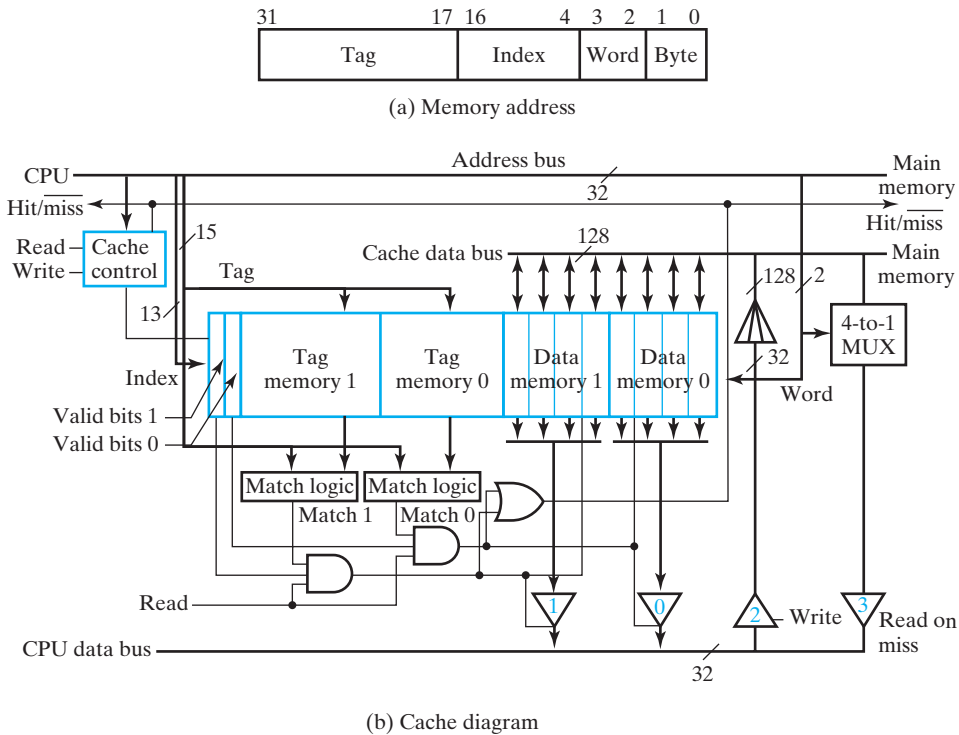 31 17 16 4 3 2 1 0
Tag Index Word Byte
(a) Memory address
CPU
Address bus
32
Main memory
Hit/miss
Hit/miss
Read
Write
Cache control
15
13
Tag
Index
Cache data bus
128
Main memory
128
2
4-to-1 MUX
32
Word
Tag memory 1
Tag memory 0
Data memory 1
Data memory 0
Valid bits 1
Valid bits 0
Match logic
Match logic
Match 1
Match 0
Read
1
0
2
Write
3
Read on miss
CPU data bus
32
(b) Cache diagram